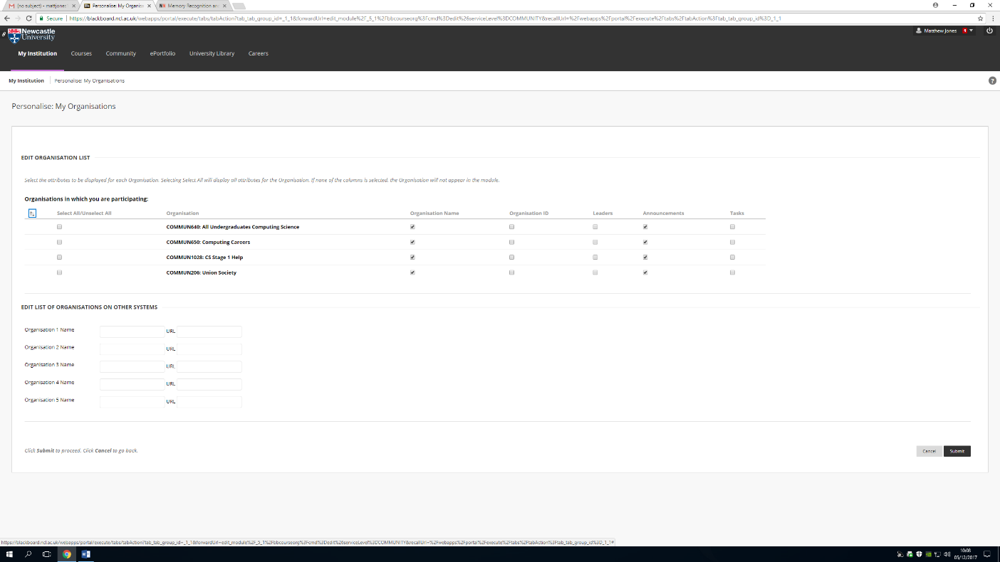 (no subject) - mattjones
Personalise: My Organis
NN Memory Recognition an
Secure | https://blackboard.ncl.ac.uk/webapps/portal/execute/tabs/tabAction?tab_tab_group_id=_1_1&forwardUrl=edit_module%2F_5_1%2Fbbcourseorg%3Fcmd%3Dedit%26serviceLevel%3DCOMMUNITY&recallUrl=%2Fwebapps%2Fportal%2Fexecute%2Ftabs%2FtabAction%3Ftab_tab_group_id%3D_1_1
Newcastle
University
Matthew Jones 1
My Institution Courses Community ePortfolio University Library Careers
My Institution Personalise: My Organisations ?
Personalise: My Organisations
EDIT ORGANISATION LIST
Select the attributes to be displayed for each Organisation. Selecting Select All will display all attributes for the Organisation. If none of the columns is selected, the Organisation will not appear in the module.
Organisations in which you are participating:
Select All/Unselect All Organisation Organisation Name Organisation ID Leaders Announcements Tasks
COMMUN640: All Undergraduates Computing Science
COMMUN650: Computing Careers
COMMUN1028: CS Stage 1 Help
COMMUN206: Union Society
EDIT LIST OF ORGANISATIONS ON OTHER SYSTEMS
Organisation 1 Name URL
Organisation 2 Name URL
Organisation 3 Name URL
Organisation 4 Name URL
Organisation 5 Name URL
Click Submit to proceed. Click Cancel to go back.
Cancel Submit
https://blackboard.ncl.ac.uk/webapps/portal/execute/tabs/tabAction?tab_tab_group_id=_1_1&forwardUrl=edit_module%2F_5_1%2Fbbcourseorg%3Fcmd%3Dedit%26serviceLevel%3DCOMMUNITY&recallUrl=%2Fwebapps%2Fportal%2Fexecute%2Ftabs%2FtabAction%3Ftab_tab_group_id%3D_1_1#
10:08
05/12/2017